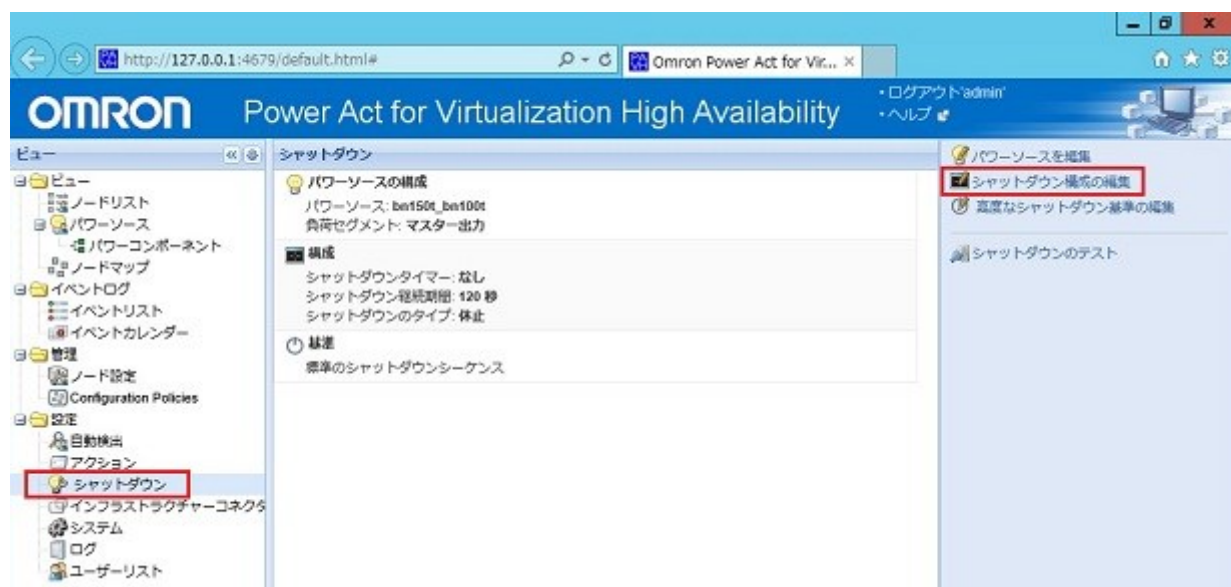 http://127.0.0.1:4679/default.html#
Omron Power Act for Vir...
OMRON
Power Act for Virtualization High Availability
・ログアウト'admin'
・ヘルプ
ビュー
ビュー
ノードリスト
パワーソース
パワーコンポーネント
ノードマップ
イベントログ
イベントリスト
イベントカレンダー
管理
ノード設定
Configuration Policies
設定
自動検出
アクション
シャットダウン
インフラストラクチャーコネクタ
システム
ログ
ユーザーリスト
シャットダウン
パワーソースの構成
パワーソース: bn150t_bn100t
負荷セグメント: マスター出力
構成
シャットダウンタイマー: なし
シャットダウン継続期間: 120 秒
シャットダウンのタイプ: 休止
基準
標準のシャットダウンシーケンス
パワーソースを編集
シャットダウン構成の編集
高度なシャットダウン基準の編集
シャットダウンのテスト